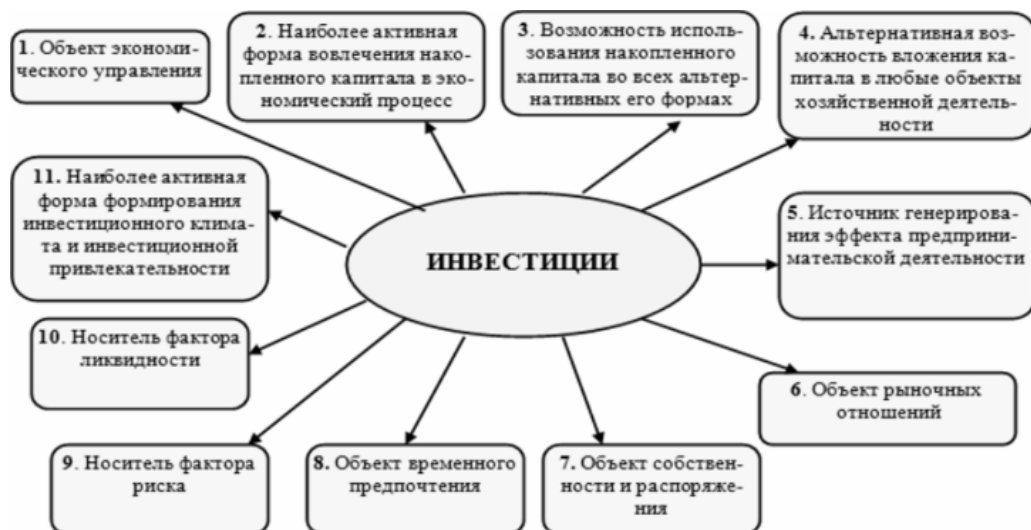 1. Объект экономи-
ческого управления
2. Наиболее активная
форма вовлечения нако-
пленного капитала в эко-
номический процесс
3. Возможность исполь-
зования накопленного
капитала во всех альтер-
нативных его формах
4. Альтернативная воз-
можность вложения ка-
питала в любые объекты
хозяйственной деятель-
ности
11. Наиболее активная
форма формирования
инвестиционного клима-
та и инвестиционной
привлекательности
ИНВЕСТИЦИИ
5. Источник генерирова-
ния эффекта предприни-
мательской деятельности
10. Носитель фактора
ликвидности
6. Объект рыночных
отношений
9. Носитель фактора
риска
8. Объект временного
предпочтения
7. Объект собствен-
ности и распоряже-
ния